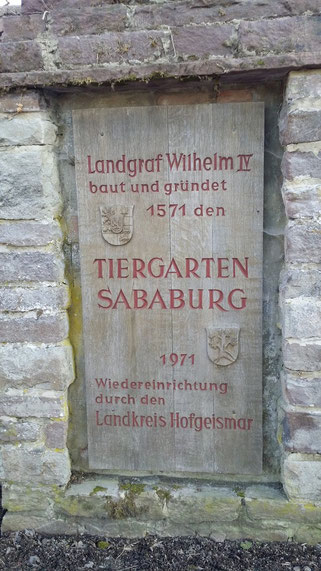 Landgraf Wilhelm IV
baut und gründet
1571 den
TIERGARTEN
SABABURG
1971
Wiedereinrichtung
durch den
Landkreis Hofgeismar